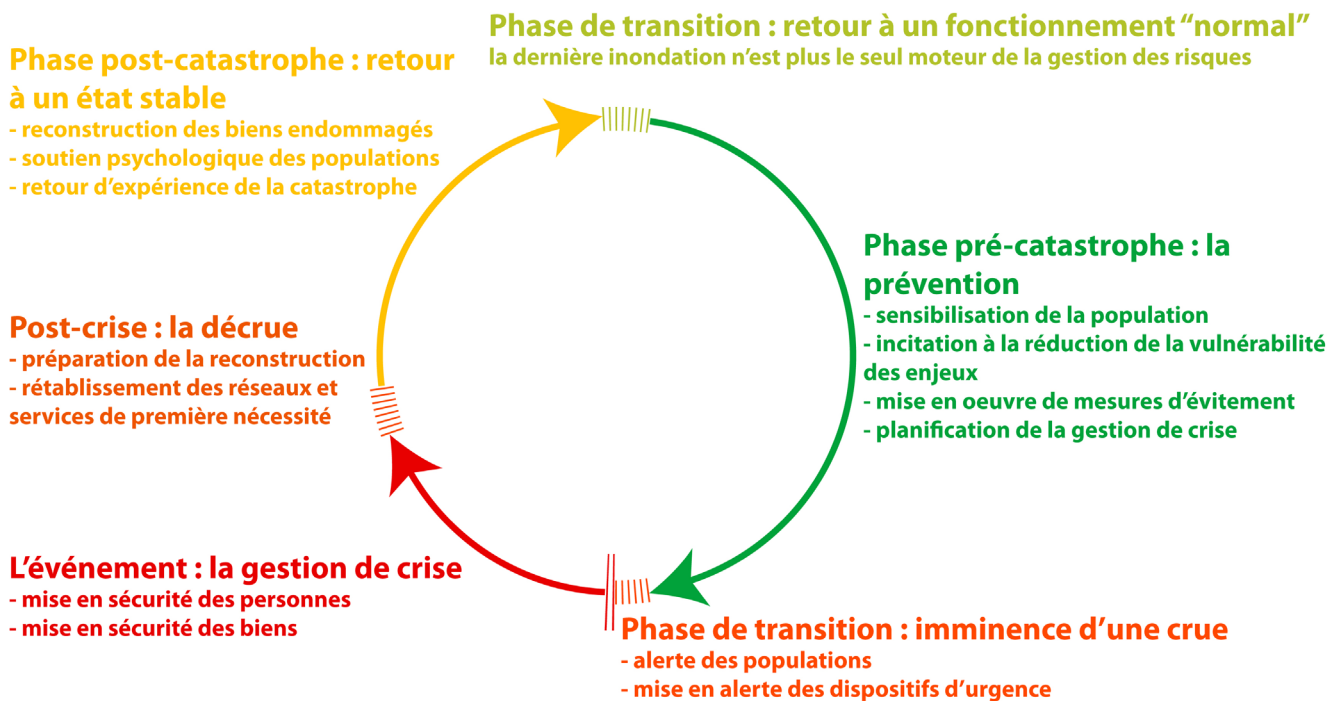 Phase de transition : retour à un fonctionnement “normal”
la dernière inondation n’est plus le seul moteur de la gestion des risques
Phase post-catastrophe : retour
à un état stable
- reconstruction des biens endommagés
- soutien psychologique des populations
- retour d’expérience de la catastrophe
Phase pré-catastrophe : la
prévention
- sensibilisation de la population
- incitation à la réduction de la vulnérabilité
des enjeux
- mise en oeuvre de mesures d’évitement
- planification de la gestion de crise
Post-crise : la décrue
- préparation de la reconstruction
- rétablissement des réseaux et
services de première nécessité
L’événement : la gestion de crise
- mise en sécurité des personnes
- mise en sécurité des biens
Phase de transition : imminence d’une crue
- alerte des populations
- mise en alerte des dispositifs d’urgence